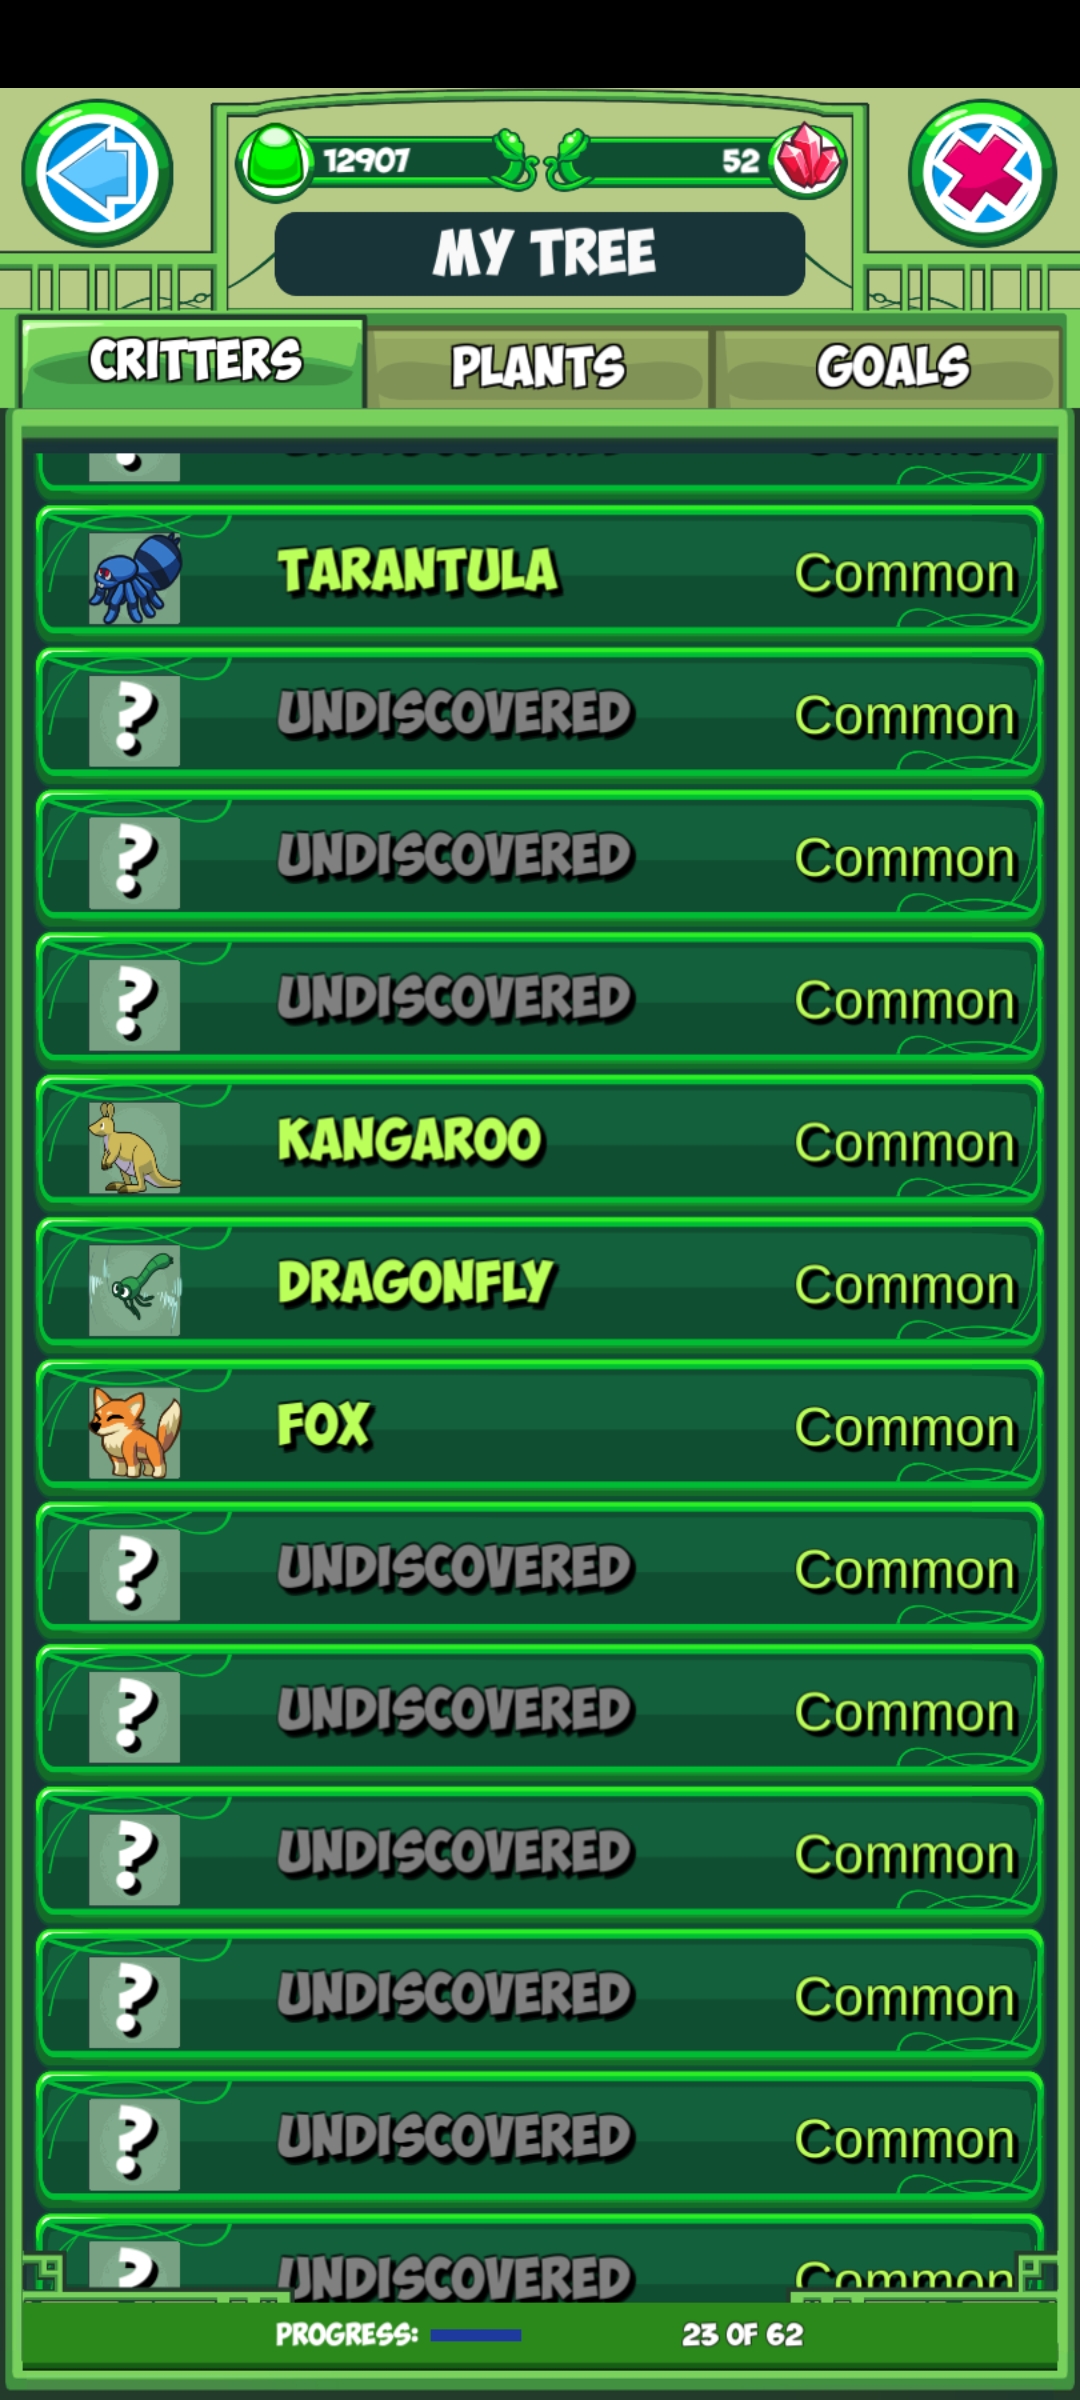 12907
52
MY TREE
CRITTERS
PLANTS
GOALS
TARANTULA Common
? UNDISCOVERED Common
? UNDISCOVERED Common
? UNDISCOVERED Common
KANGAROO Common
DRAGONFLY Common
FOX Common
? UNDISCOVERED Common
? UNDISCOVERED Common
? UNDISCOVERED Common
? UNDISCOVERED Common
? UNDISCOVERED Common
? UNDISCOVERED Common
PROGRESS: 23 OF 62